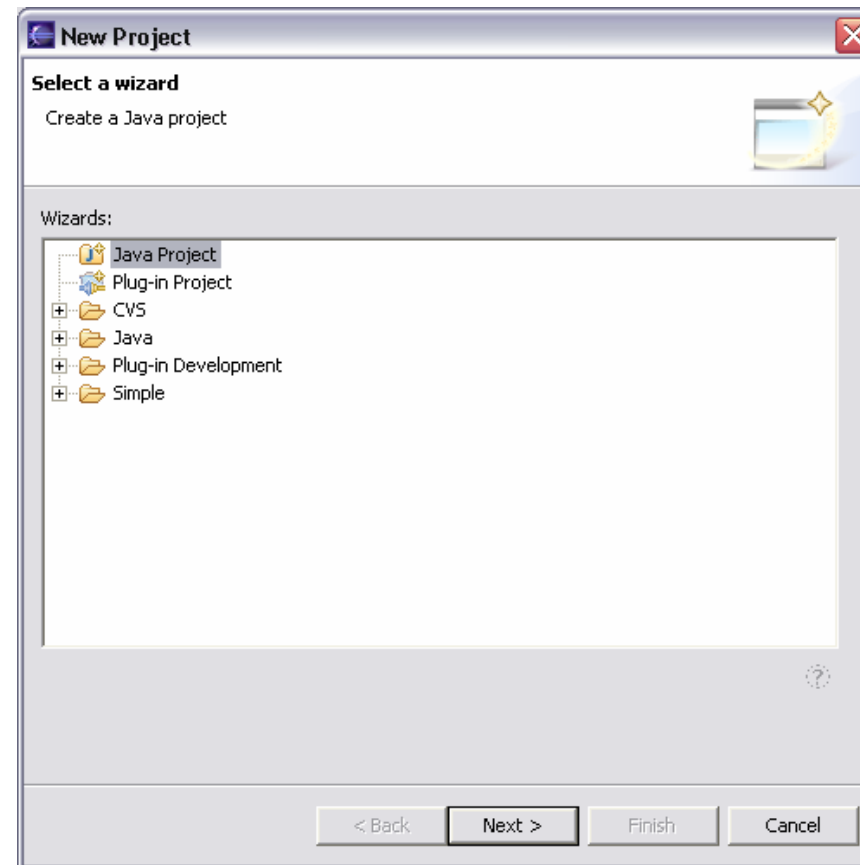 New Project
Select a wizard
Create a Java project
Wizards:
Java Project
Plug-in Project
CVS
Java
Plug-in Development
Simple
?
< Back Next > Finish Cancel